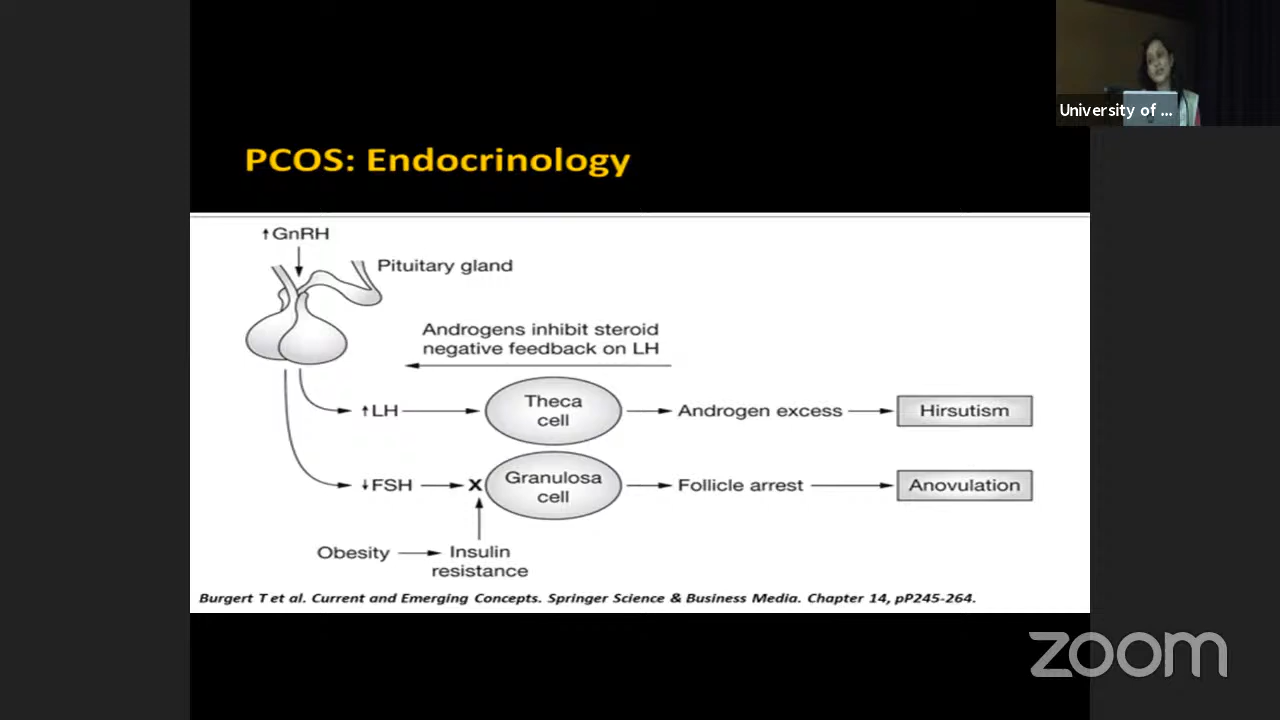 University of ...
PCOS: Endocrinology
↑GnRH
Pituitary gland
Androgens inhibit steroid
negative feedback on LH
↑LH
Theca
cell
Androgen excess
Hirsutism
↓FSH
X
Granulosa
cell
Follicle arrest
Anovulation
Obesity
Insulin
resistance
Burgert T et al. Current and Emerging Concepts. Springer Science & Business Media. Chapter 14, pP245-264.
zoom